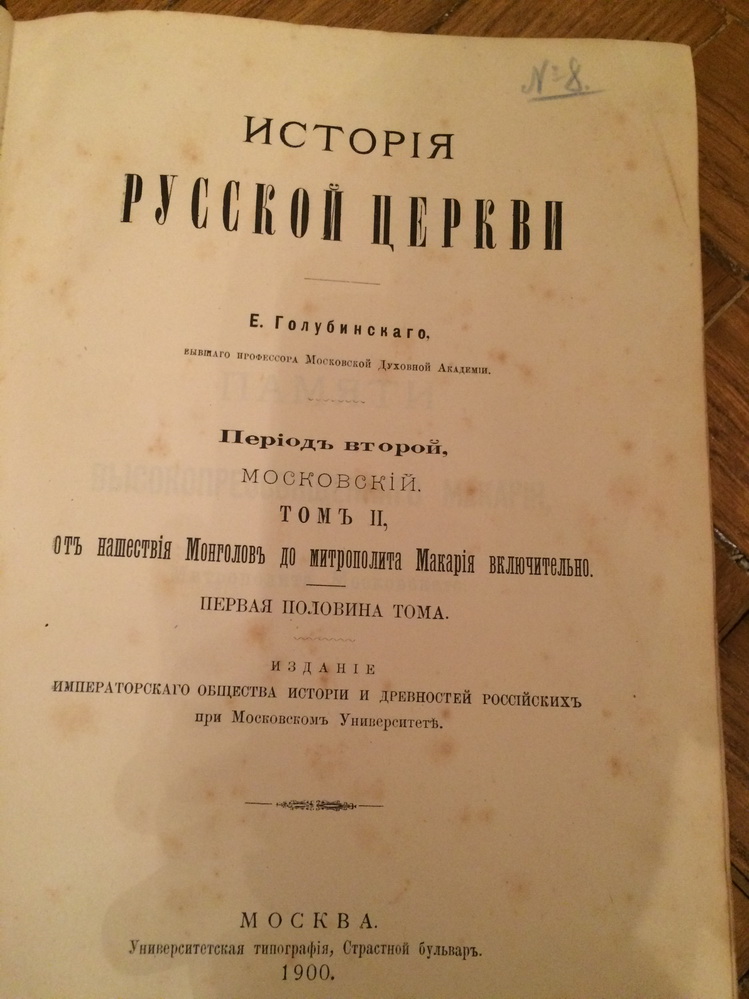 № 8.
ИСТОРІЯ
РУССКОЙ ЦЕРКВИ
Е. Голубинскаго,
БЫВШАГО ПРОФЕССОРА МОСКОВСКОЙ ДУХОВНОЙ АКАДЕМІИ.
Періодъ второй,
МОСКОВСКІЙ.
ТОМЪ II,
отъ нашествія Монголовъ до митрополита Макарія включительно.
ПЕРВАЯ ПОЛОВИНА ТОМА.
ИЗДАНІЕ
ИМПЕРАТОРСКАГО ОБЩЕСТВА ИСТОРІИ И ДРЕВНОСТЕЙ РОССІЙСКИХЪ
при Московскомъ Университетѣ.
МОСКВА.
Университетская типографія, Страстной бульваръ.
1900.